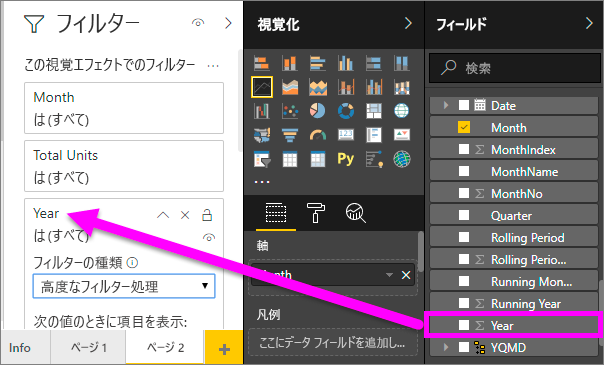 フィルター
この視覚エフェクトでのフィルター ...
Month
は (すべて)
Total Units
は (すべて)
Year
は (すべて)
フィルターの種類
高度なフィルター処理
次の値のときに項目を表示:
Info
ページ 1
ページ 2
+
視覚化
R
Py
...
軸
Month
凡例
ここにデータ フィールドを追加し...
フィールド
検索
Date
Month
MonthIndex
MonthName
MonthNo
Quarter
Rolling Period
Rolling Perio...
Running Mon...
Running Year
Year
YQMD